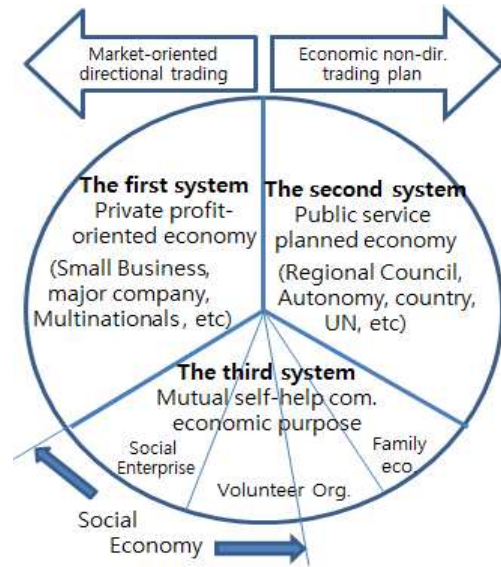 Market-oriented
directional trading
Economic non-dir.
trading plan
The first system
Private profit-
oriented economy
(Small Business,
major company,
Multinationals, etc)
The second system
Public service
planned economy
(Regional Council,
Autonomy, country,
UN, etc)
The third system
Mutual self-help com.
economic purpose
Social
Enterprise
Volunteer Org.
Family
eco.
Social
Economy